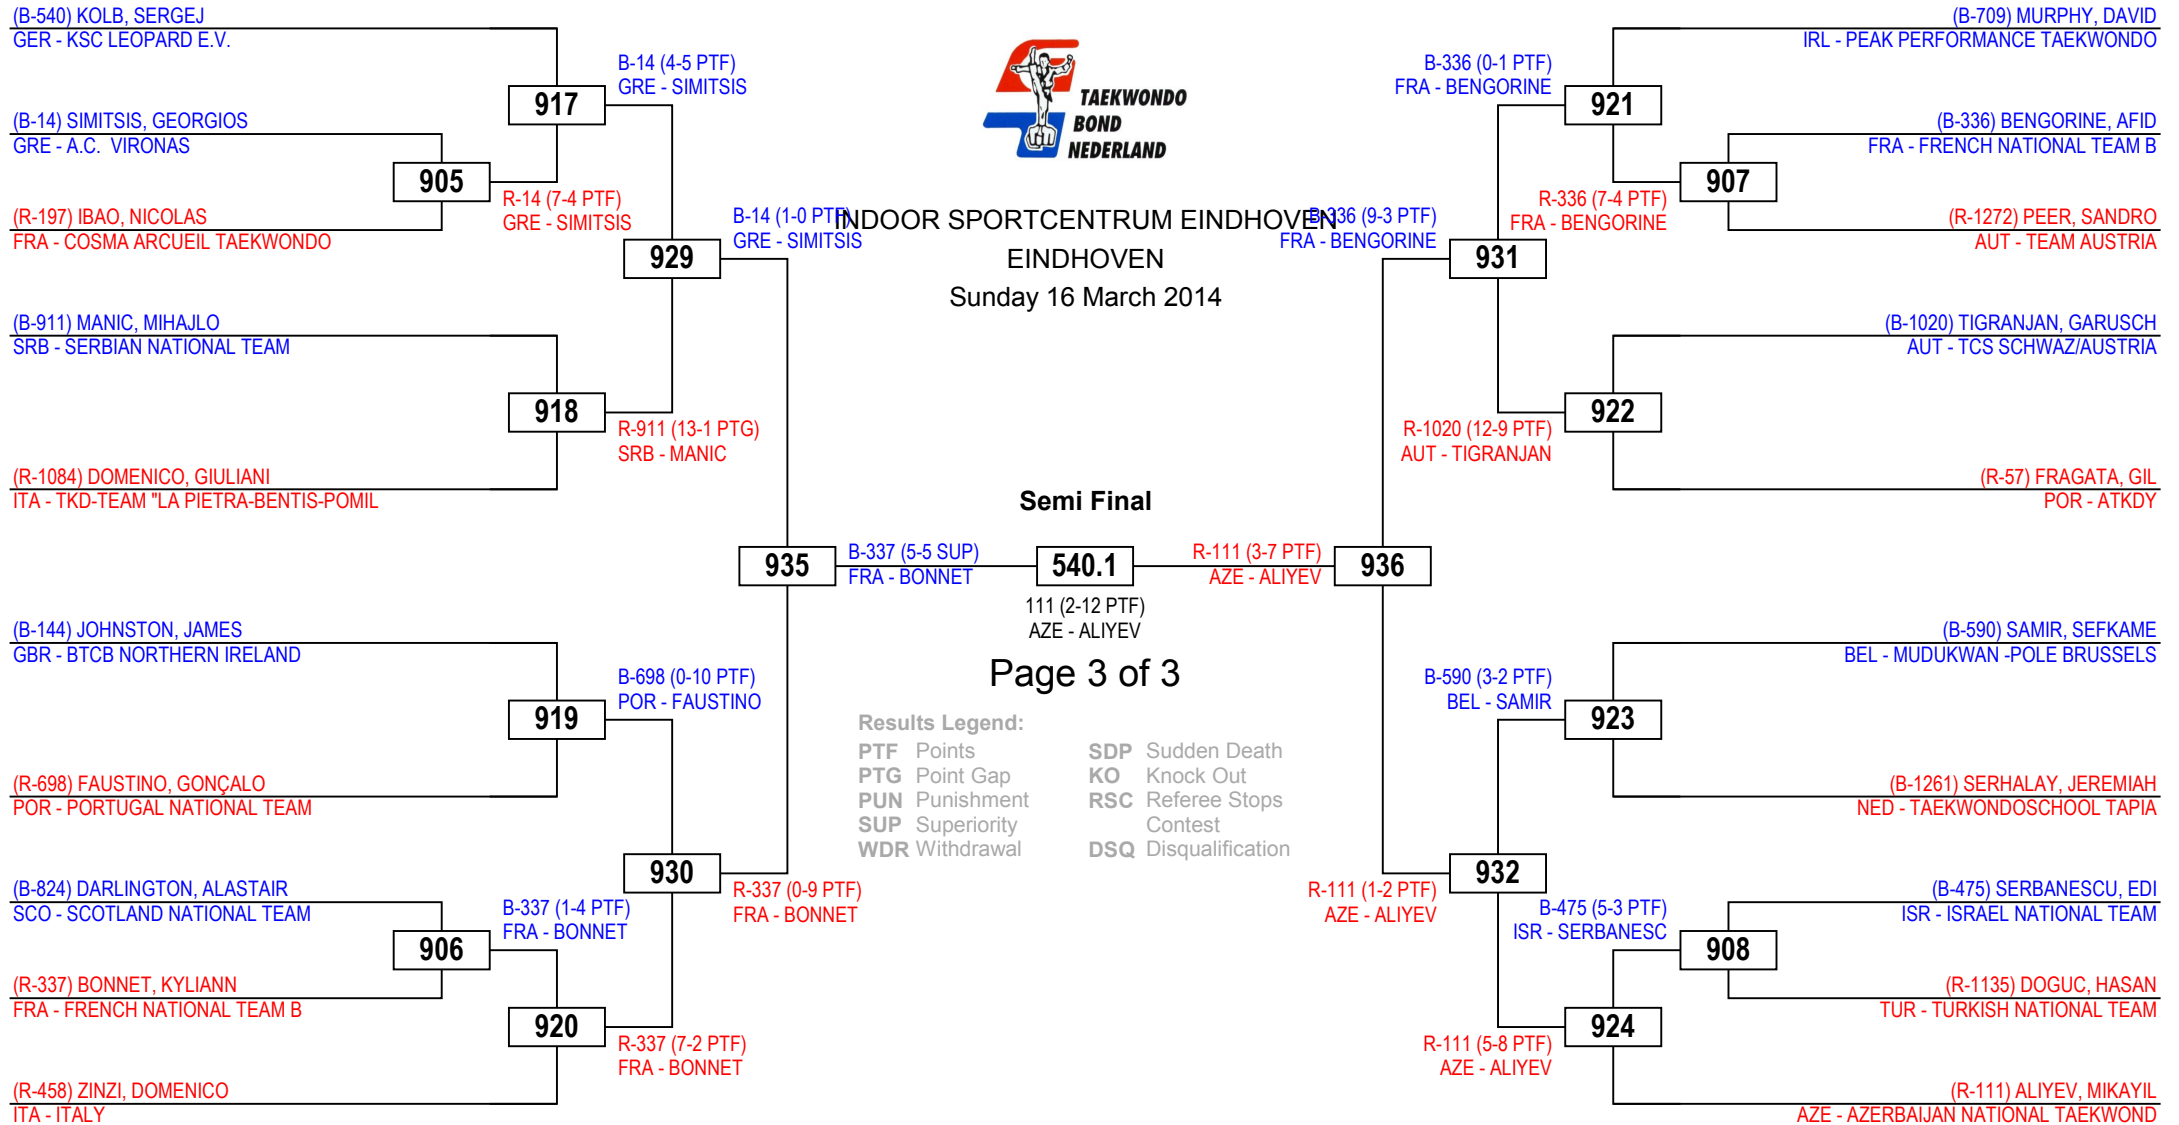 (B-540) KOLB, SERGEJ
GER - KSC LEOPARD E.V.
(B-14) SIMITSIS, GEORGIOS
GRE - A.C. VIRONAS
(R-197) IBAO, NICOLAS
FRA - COSMA ARCUEIL TAEKWONDO
(B-911) MANIC, MIHAJLO
SRB - SERBIAN NATIONAL TEAM
(R-1084) DOMENICO, GIULIANI
ITA - TKD-TEAM "LA PIETRA-BENTIS-POMIL
(B-144) JOHNSTON, JAMES
GBR - BTCB NORTHERN IRELAND
(R-698) FAUSTINO, GONÇALO
POR - PORTUGAL NATIONAL TEAM
(B-824) DARLINGTON, ALASTAIR
SCO - SCOTLAND NATIONAL TEAM
(R-337) BONNET, KYLIANN
FRA - FRENCH NATIONAL TEAM B
(R-458) ZINZI, DOMENICO
ITA - ITALY
905
906
R-14 (7-4 PTF)
GRE - SIMITSIS
B-337 (1-4 PTF)
FRA - BONNET
917
918
919
920
B-14 (4-5 PTF)
GRE - SIMITSIS
R-911 (13-1 PTG)
SRB - MANIC
B-698 (0-10 PTF)
POR - FAUSTINO
R-337 (7-2 PTF)
FRA - BONNET
929
930
B-14 (1-0 PTF)
GRE - SIMITSIS
R-337 (0-9 PTF)
FRA - BONNET
935
B-337 (5-5 SUP)
FRA - BONNET
TAEKWONDO
BOND
NEDERLAND
INDOOR SPORTCENTRUM EINDHOVEN
EINDHOVEN
Sunday 16 March 2014
Semi Final
540.1
111 (2-12 PTF)
AZE - ALIYEV
Page 3 of 3
Results Legend:
PTF Points
PTG Point Gap
PUN Punishment
SUP Superiority
WDR Withdrawal
SDP Sudden Death
KO Knock Out
RSC Referee Stops
Contest
DSQ Disqualification
R-111 (3-7 PTF)
AZE - ALIYEV
936
B-336 (9-3 PTF)
FRA - BENGORINE
R-111 (1-2 PTF)
AZE - ALIYEV
931
932
B-336 (0-1 PTF)
FRA - BENGORINE
R-1020 (12-9 PTF)
AUT - TIGRANJAN
B-590 (3-2 PTF)
BEL - SAMIR
R-111 (5-8 PTF)
AZE - ALIYEV
921
922
923
924
R-336 (7-4 PTF)
FRA - BENGORINE
B-475 (5-3 PTF)
ISR - SERBANESC
907
908
(B-709) MURPHY, DAVID
IRL - PEAK PERFORMANCE TAEKWONDO
(B-336) BENGORINE, AFID
FRA - FRENCH NATIONAL TEAM B
(R-1272) PEER, SANDRO
AUT - TEAM AUSTRIA
(B-1020) TIGRANJAN, GARUSCH
AUT - TCS SCHWAZ/AUSTRIA
(R-57) FRAGATA, GIL
POR - ATKDY
(B-590) SAMIR, SEFKAME
BEL - MUDUKWAN -POLE BRUSSELS
(B-1261) SERHALAY, JEREMIAH
NED - TAEKWONDOSCHOOL TAPIA
(B-475) SERBANESCU, EDI
ISR - ISRAEL NATIONAL TEAM
(R-1135) DOGUC, HASAN
TUR - TURKISH NATIONAL TEAM
(R-111) ALIYEV, MIKAYIL
AZE - AZERBAIJAN NATIONAL TAEKWOND